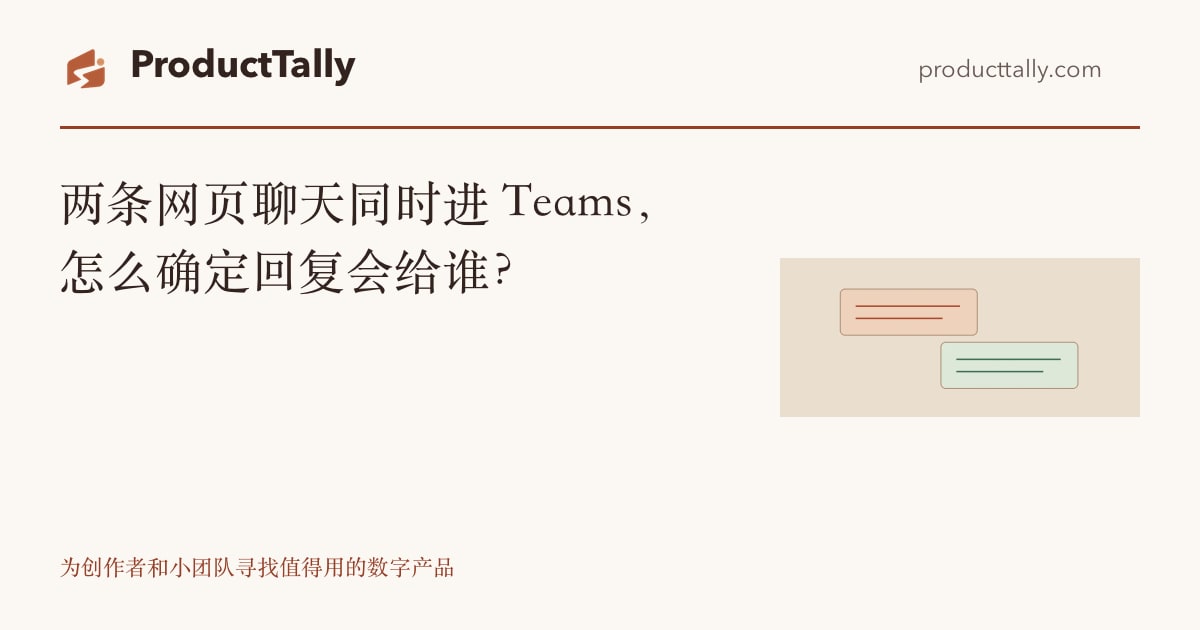 ProductTally
producttally.com
两条网页聊天同时进 Teams，
怎么确定回复会给谁？
为创作者和小团队寻找值得用的数字产品